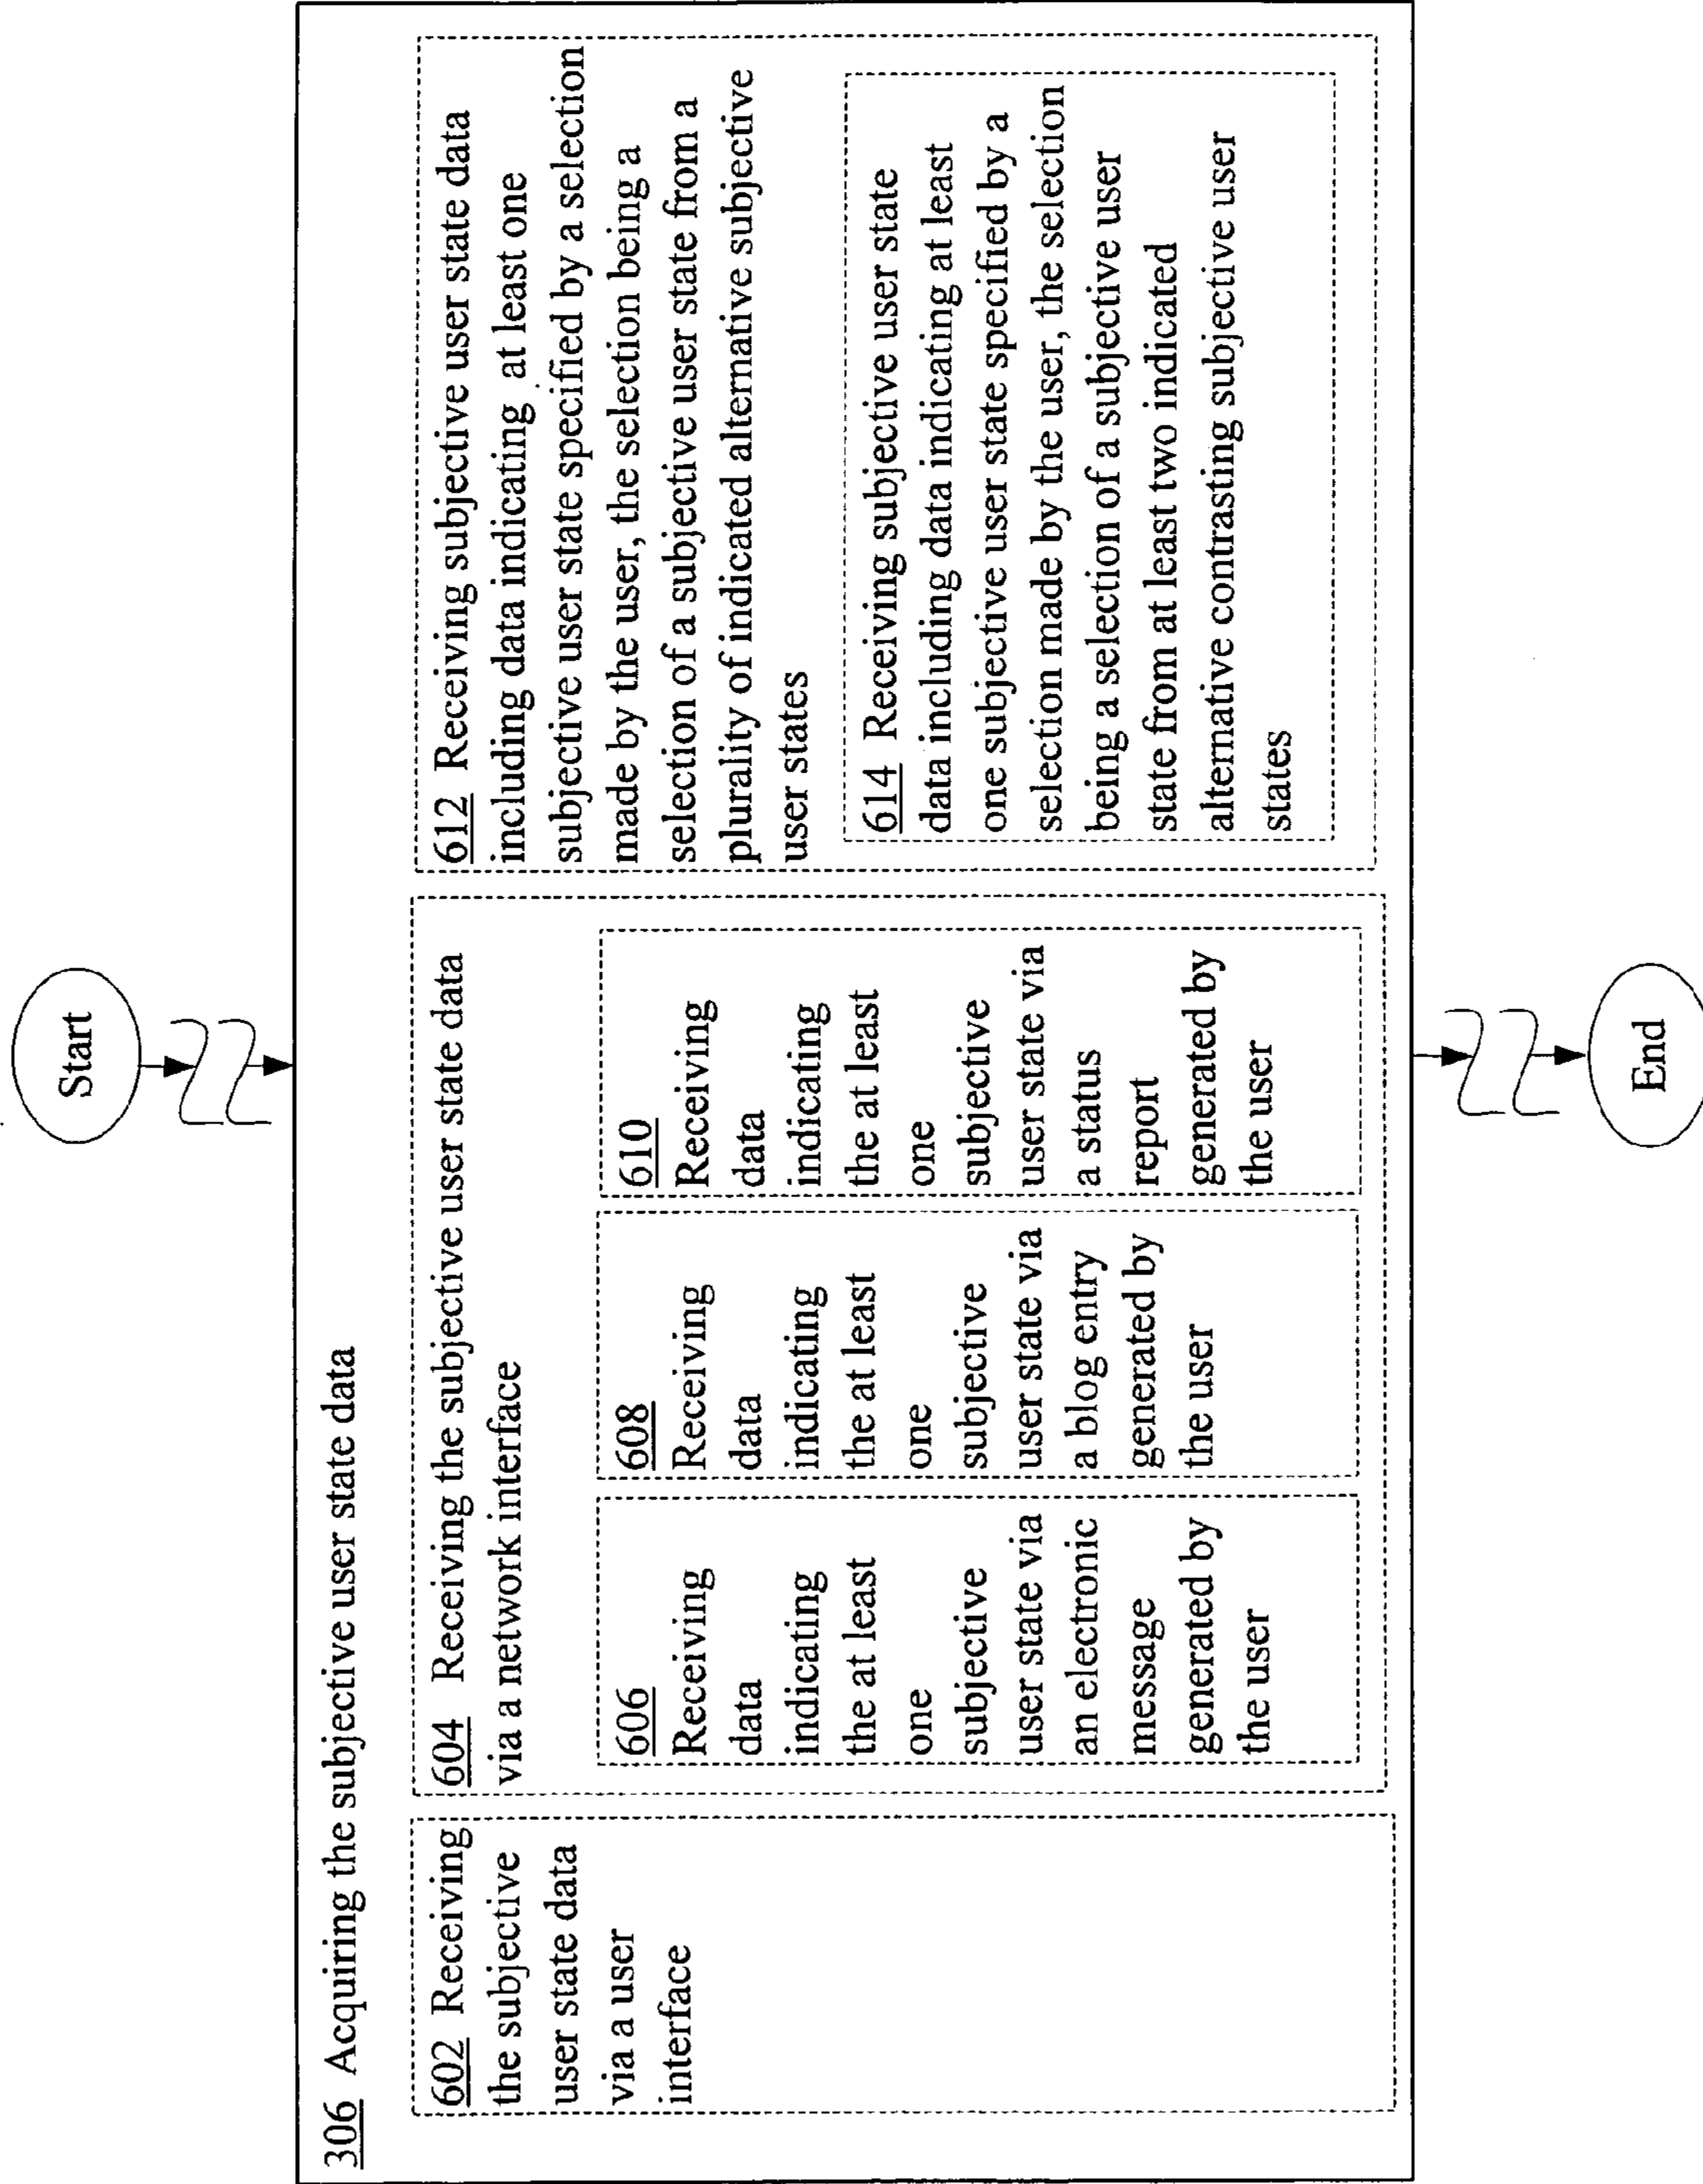 Start
306 Acquiring the subjective user state data
602 Receiving
the subjective
user state data
via a user
interface
604 Receiving the subjective user state data
via a network interface
606
Receiving
data
indicating
the at least
one
subjective
user state via
an electronic
message
generated by
the user
608
Receiving
data
indicating
the at least
one
subjective
user state via
a blog entry
generated by
the user
610
Receiving
data
indicating
the at least
one
subjective
user state via
a status
report
generated by
the user
612 Receiving subjective user state data
including data indicating at least one
subjective user state specified by a selection
made by the user, the selection being a
selection of a subjective user state from a
plurality of indicated alternative subjective
user states
614 Receiving subjective user state
data including data indicating at least
one subjective user state specified by a
selection made by the user, the selection
being a selection of a subjective user
state from at least two indicated
alternative contrasting subjective user
states
End